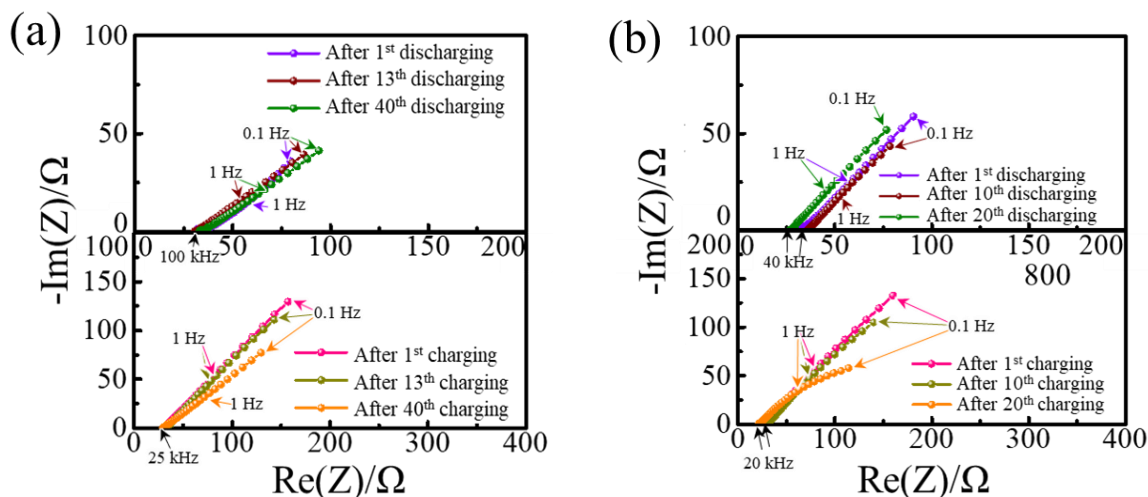 (a)
100
50
0
-Im(Z)/Ω
After 1st discharging
After 13th discharging
After 40th discharging
0.1 Hz
1 Hz
1 Hz
0 50 100 150 200
100 kHz
200
150
100
50
0
1 Hz
0.1 Hz
1 Hz
After 1st charging
After 13th charging
After 40th charging
25 kHz
0 100 200 300 400
Re(Z)/Ω
(b)
100
50
0
-Im(Z)/Ω
0.1 Hz
0.1 Hz
1 Hz
1 Hz
After 1st discharging
After 10th discharging
After 20th discharging
0 50 100 150 200
40 kHz
800
200
150
100
50
0
1 Hz
0.1 Hz
After 1st charging
After 10th charging
After 20th charging
20 kHz
0 100 200 300 400
Re(Z)/Ω